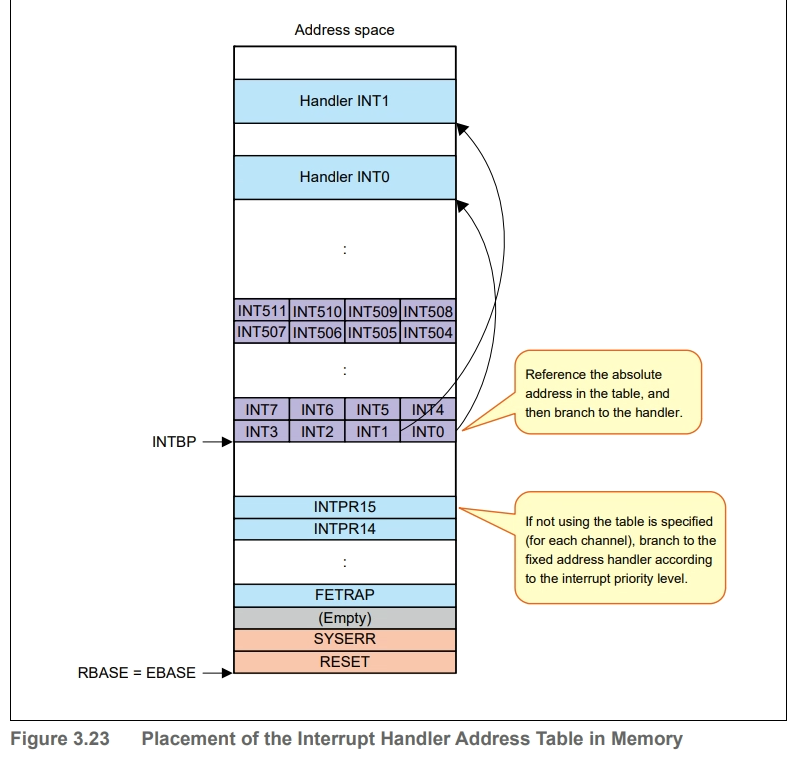 Address space
Handler INT1
Handler INT0
:
INT511 INT510 INT509 INT508
INT507 INT506 INT505 INT504
:
Reference the absolute
address in the table, and
then branch to the handler.
INT7 INT6 INT5 INT4
INT3 INT2 INT1 INT0
INTBP
INTPR15
INTPR14
If not using the table is specified
(for each channel), branch to the
fixed address handler according
to the interrupt priority level.
:
FETRAP
(Empty)
SYSERR
RESET
RBASE = EBASE
Figure 3.23 Placement of the Interrupt Handler Address Table in Memory